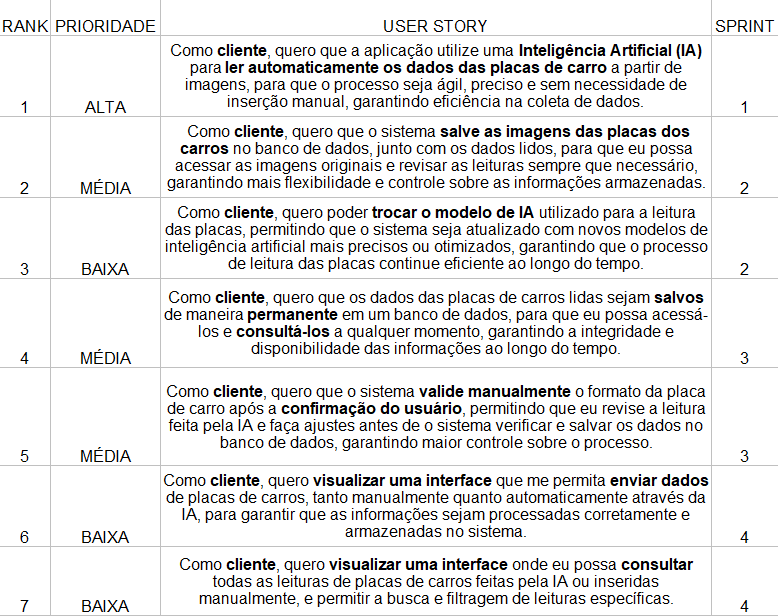 RANK PRIORIDADE USER STORY SPRINT
Como cliente, quero que a aplicação utilize uma Inteligência Artificial (IA)
para ler automaticamente os dados das placas de carro a partir de
imagens, para que o processo seja ágil, preciso e sem necessidade de
inserção manual, garantindo eficiência na coleta de dados.
1 ALTA 1
Como cliente, quero que o sistema salve as imagens das placas dos
carros no banco de dados, junto com os dados lidos, para que eu possa
acessar as imagens originais e revisar as leituras sempre que necessário,
garantindo mais flexibilidade e controle sobre as informações armazenadas.
2 MÉDIA 2
Como cliente, quero poder trocar o modelo de IA utilizado para a leitura
das placas, permitindo que o sistema seja atualizado com novos modelos de
inteligência artificial mais precisos ou otimizados, garantindo que o processo
de leitura das placas continue eficiente ao longo do tempo.
3 BAIXA 2
Como cliente, quero que os dados das placas de carros lidas sejam salvos
de maneira permanente em um banco de dados, para que eu possa acessá-
los e consultá-los a qualquer momento, garantindo a integridade e
disponibilidade das informações ao longo do tempo.
4 MÉDIA 3
Como cliente, quero que o sistema valide manualmente o formato da placa
de carro após a confirmação do usuário, permitindo que eu revise a leitura
feita pela IA e faça ajustes antes de o sistema verificar e salvar os dados no
banco de dados, garantindo maior controle sobre o processo.
5 MÉDIA 3
Como cliente, quero visualizar uma interface que me permita enviar dados
de placas de carros, tanto manualmente quanto automaticamente através da
IA, para garantir que as informações sejam processadas corretamente e
armazenadas no sistema.
6 BAIXA 4
Como cliente, quero visualizar uma interface onde eu possa consultar
todas as leituras de placas de carros feitas pela IA ou inseridas
manualmente, e permitir a busca e filtragem de leituras específicas.
7 BAIXA 4